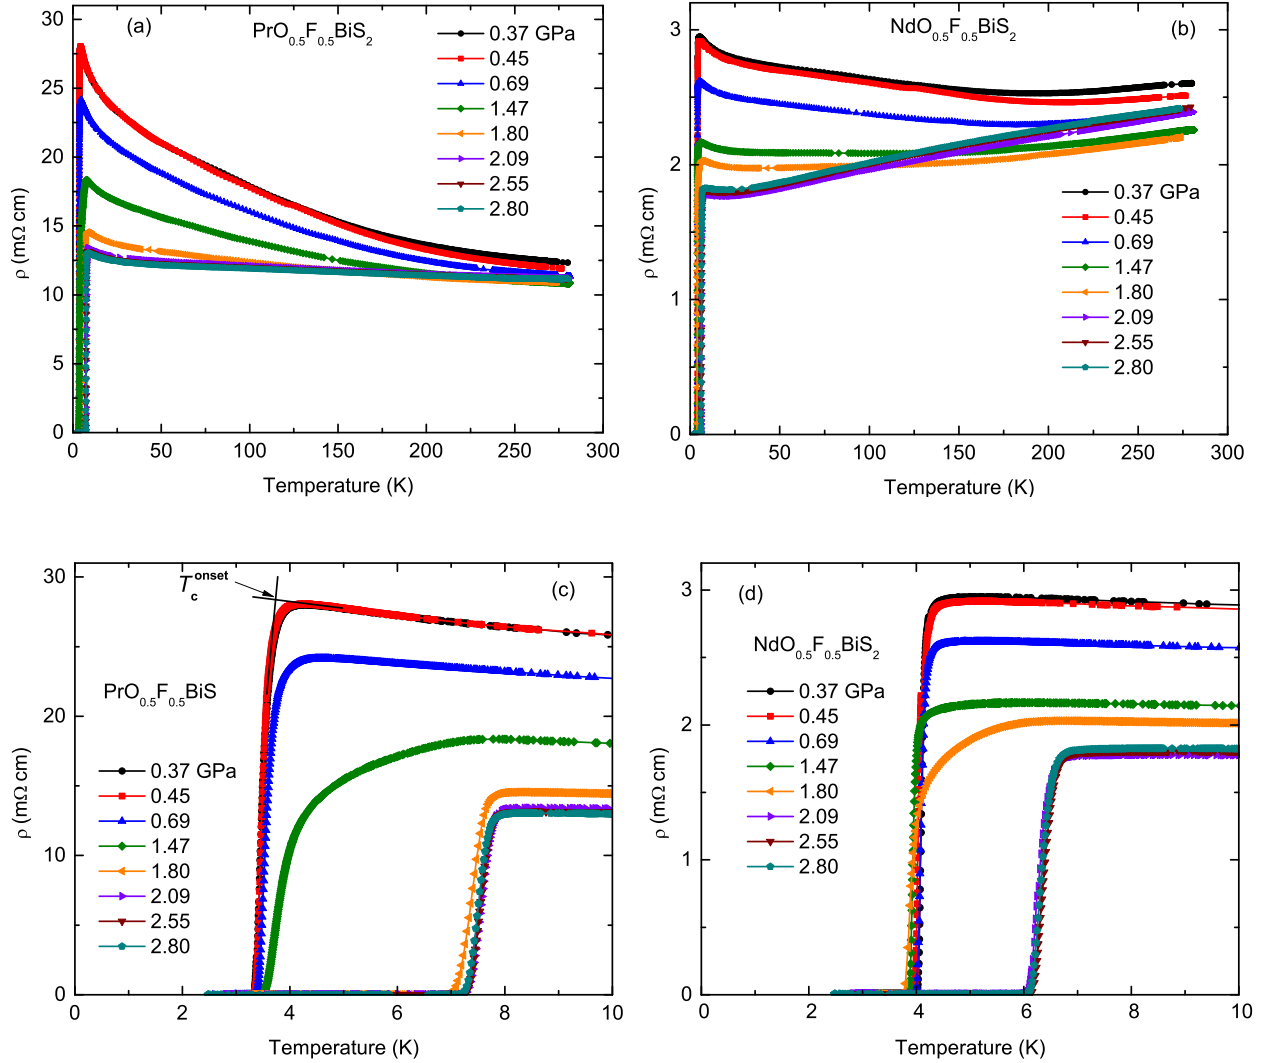 (a)
PrO0.5F0.5BiS2
0.37 GPa
0.45
0.69
1.47
1.80
2.09
2.55
2.80
30
25
20
15
10
5
0
ρ (mΩ cm)
0 50 100 150 200 250 300
Temperature (K)
(b)
NdO0.5F0.5BiS2
0.37 GPa
0.45
0.69
1.47
1.80
2.09
2.55
2.80
3
2
1
0
ρ (mΩ cm)
0 50 100 150 200 250 300
Temperature (K)
(c)
Tc onset
PrO0.5F0.5BiS
0.37 GPa
0.45
0.69
1.47
1.80
2.09
2.55
2.80
30
20
10
0
ρ (mΩ cm)
0 2 4 6 8 10
Temperature (K)
(d)
NdO0.5F0.5BiS2
0.37 GPa
0.45
0.69
1.47
1.80
2.09
2.55
2.80
3
2
1
0
ρ (mΩ cm)
0 2 4 6 8 10
Temperature (K)